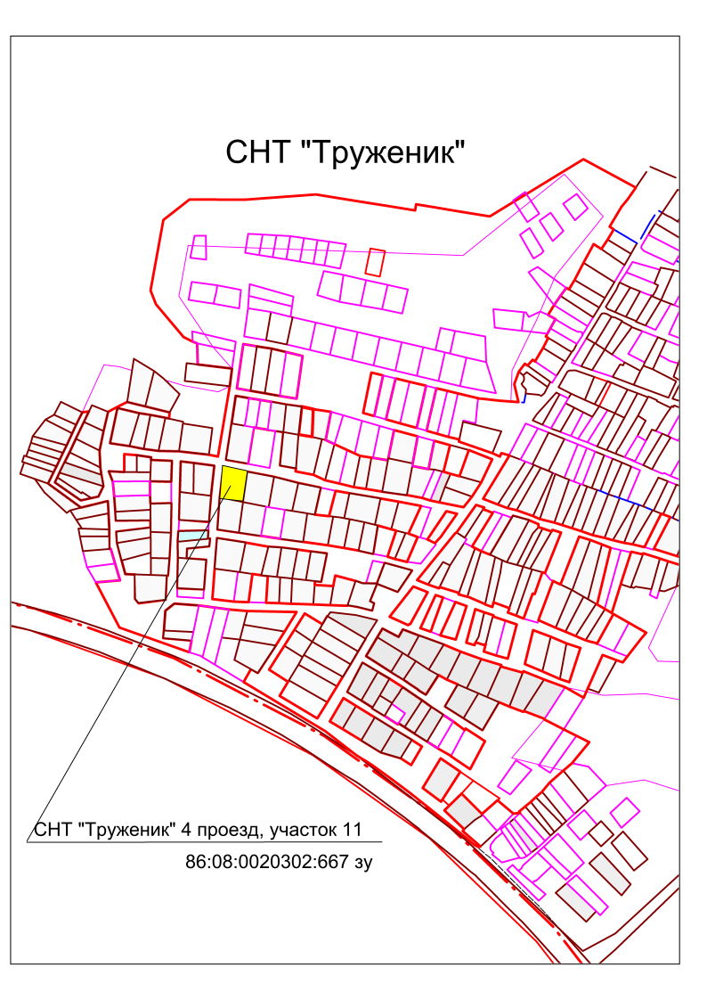 СНТ "Труженик"
СНТ "Труженик" 4 проезд, участок 11
86:08:0020302:667 зу